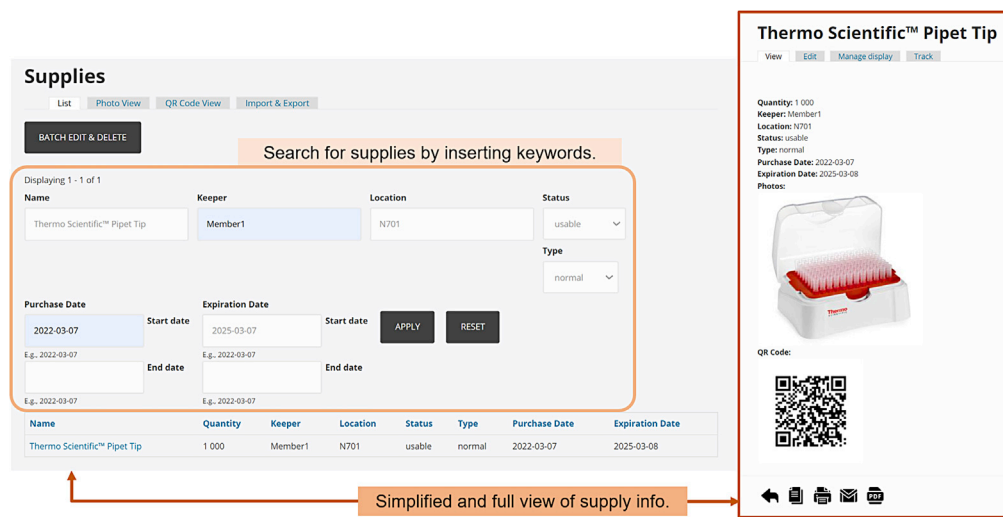 Supplies
List Photo View QR Code View Import & Export
BATCH EDIT & DELETE
Search for supplies by inserting keywords.
Displaying 1 - 1 of 1
Name Keeper Location Status
Thermo Scientific™ Pipet Tip Member1 N701 usable
Type
normal
Purchase Date Expiration Date
2022-03-07 Start date 2025-03-07 Start date APPLY RESET
E.g., 2022-03-07 E.g., 2022-03-07
End date End date
E.g., 2022-03-07 E.g., 2022-03-07
Name Quantity Keeper Location Status Type Purchase Date Expiration Date
Thermo Scientific™ Pipet Tip 1 000 Member1 N701 usable normal 2022-03-07 2025-03-08
Simplified and full view of supply info.
Thermo Scientific™ Pipet Tip
View Edit Manage display Track
Quantity: 1 000
Keeper: Member1
Location: N701
Status: usable
Type: normal
Purchase Date: 2022-03-07
Expiration Date: 2025-03-08
Photos:
Thermo
QR Code:
PDF